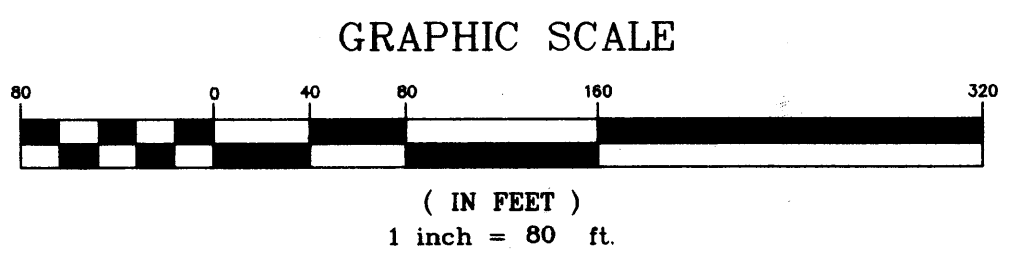 GRAPHIC SCALE
80 0 40 80 160 320
( IN FEET )
1 inch = 80 ft.